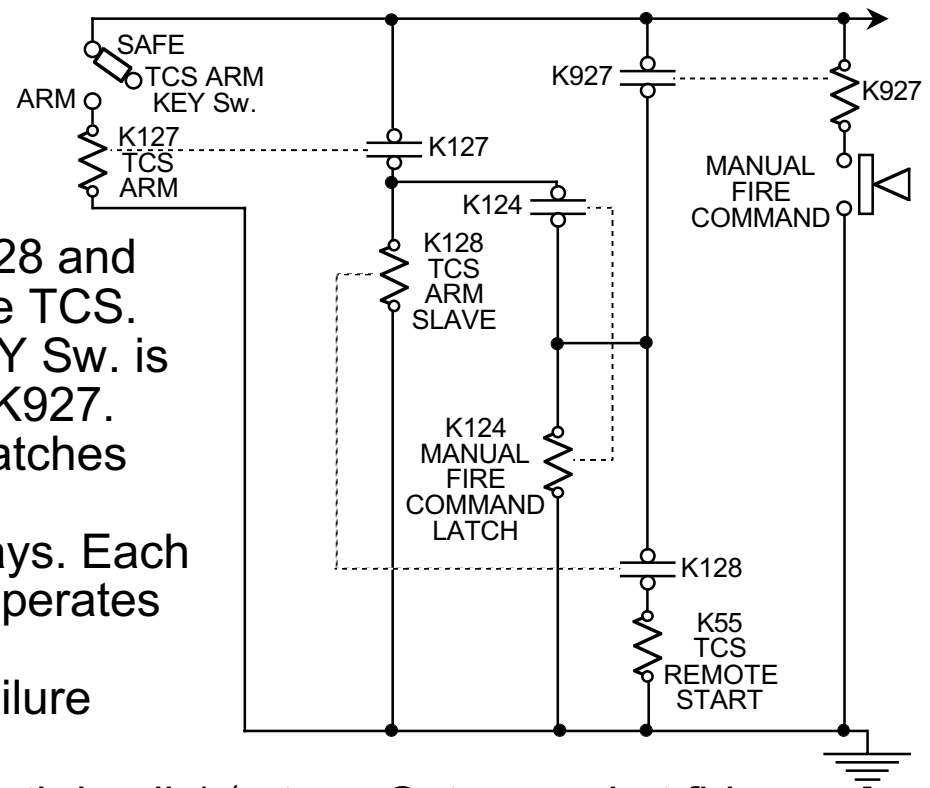 SAFE
TCS ARM
KEY Sw.
ARM
K127
TCS
ARM
K127
K124
K128
TCS
ARM
SLAVE
K927
K927
MANUAL
FIRE
COMMAND
K124
MANUAL
FIRE
COMMAND
LATCH
K128
K55
TCS
REMOTE
START
28 and
e TCS.
Y Sw. is
K927.
atches
ays. Each
perates
ilure